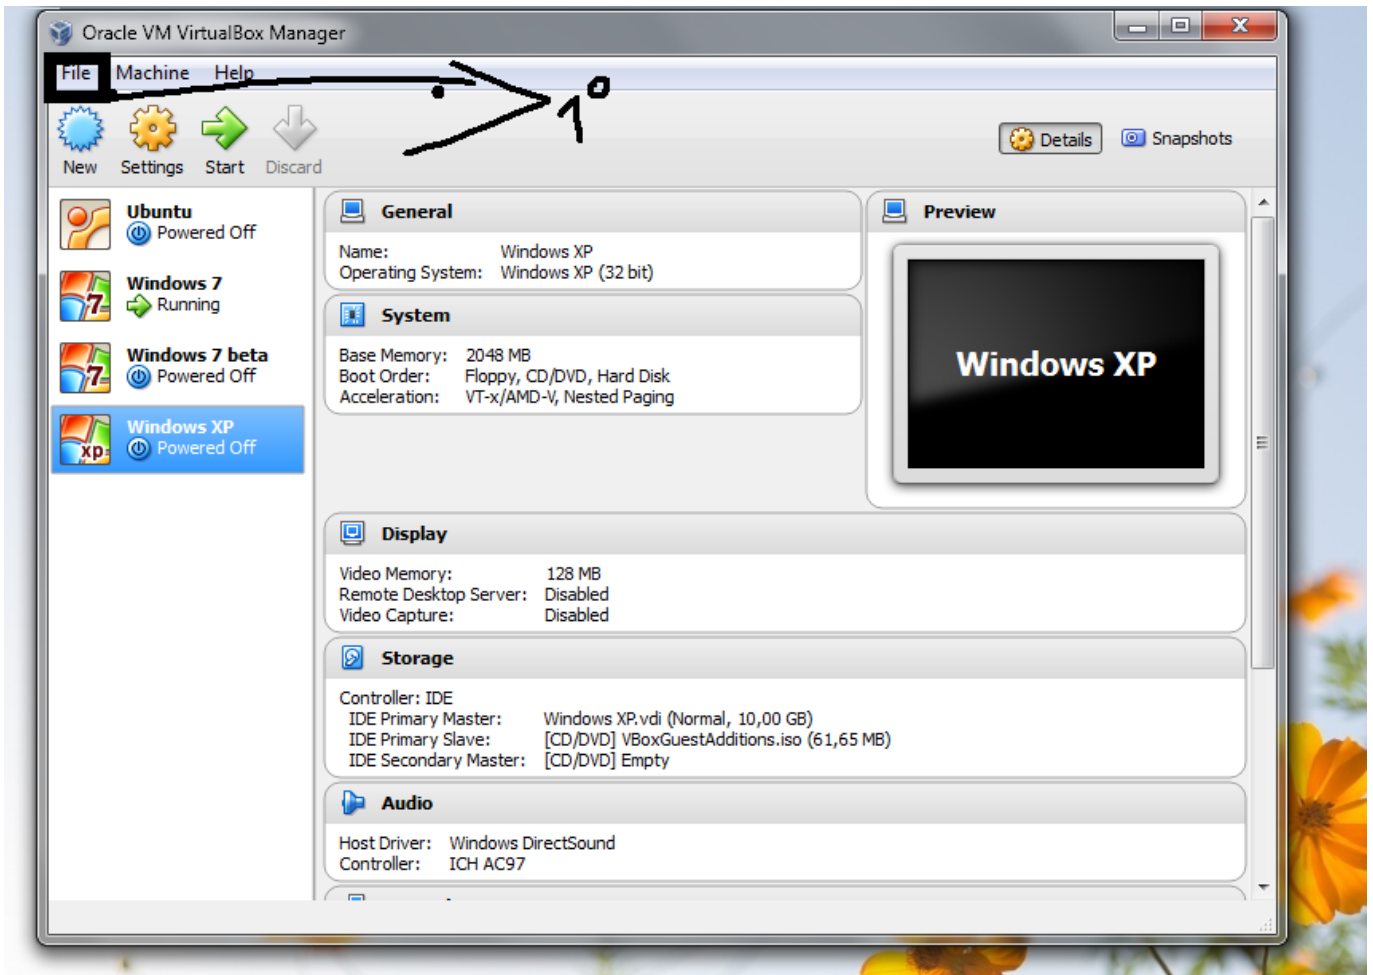 Oracle VM VirtualBox Manager
File Machine Help
1º
New Settings Start Discard
Details Snapshots
Ubuntu
Powered Off
Windows 7
Running
Windows 7 beta
Powered Off
Windows XP
Powered Off
General
Name: Windows XP
Operating System: Windows XP (32 bit)
System
Base Memory: 2048 MB
Boot Order: Floppy, CD/DVD, Hard Disk
Acceleration: VT-x/AMD-V, Nested Paging
Preview
Windows XP
Display
Video Memory: 128 MB
Remote Desktop Server: Disabled
Video Capture: Disabled
Storage
Controller: IDE
IDE Primary Master: Windows XP.vdi (Normal, 10,00 GB)
IDE Primary Slave: [CD/DVD] VBoxGuestAdditions.iso (61,65 MB)
IDE Secondary Master: [CD/DVD] Empty
Audio
Host Driver: Windows DirectSound
Controller: ICH AC97